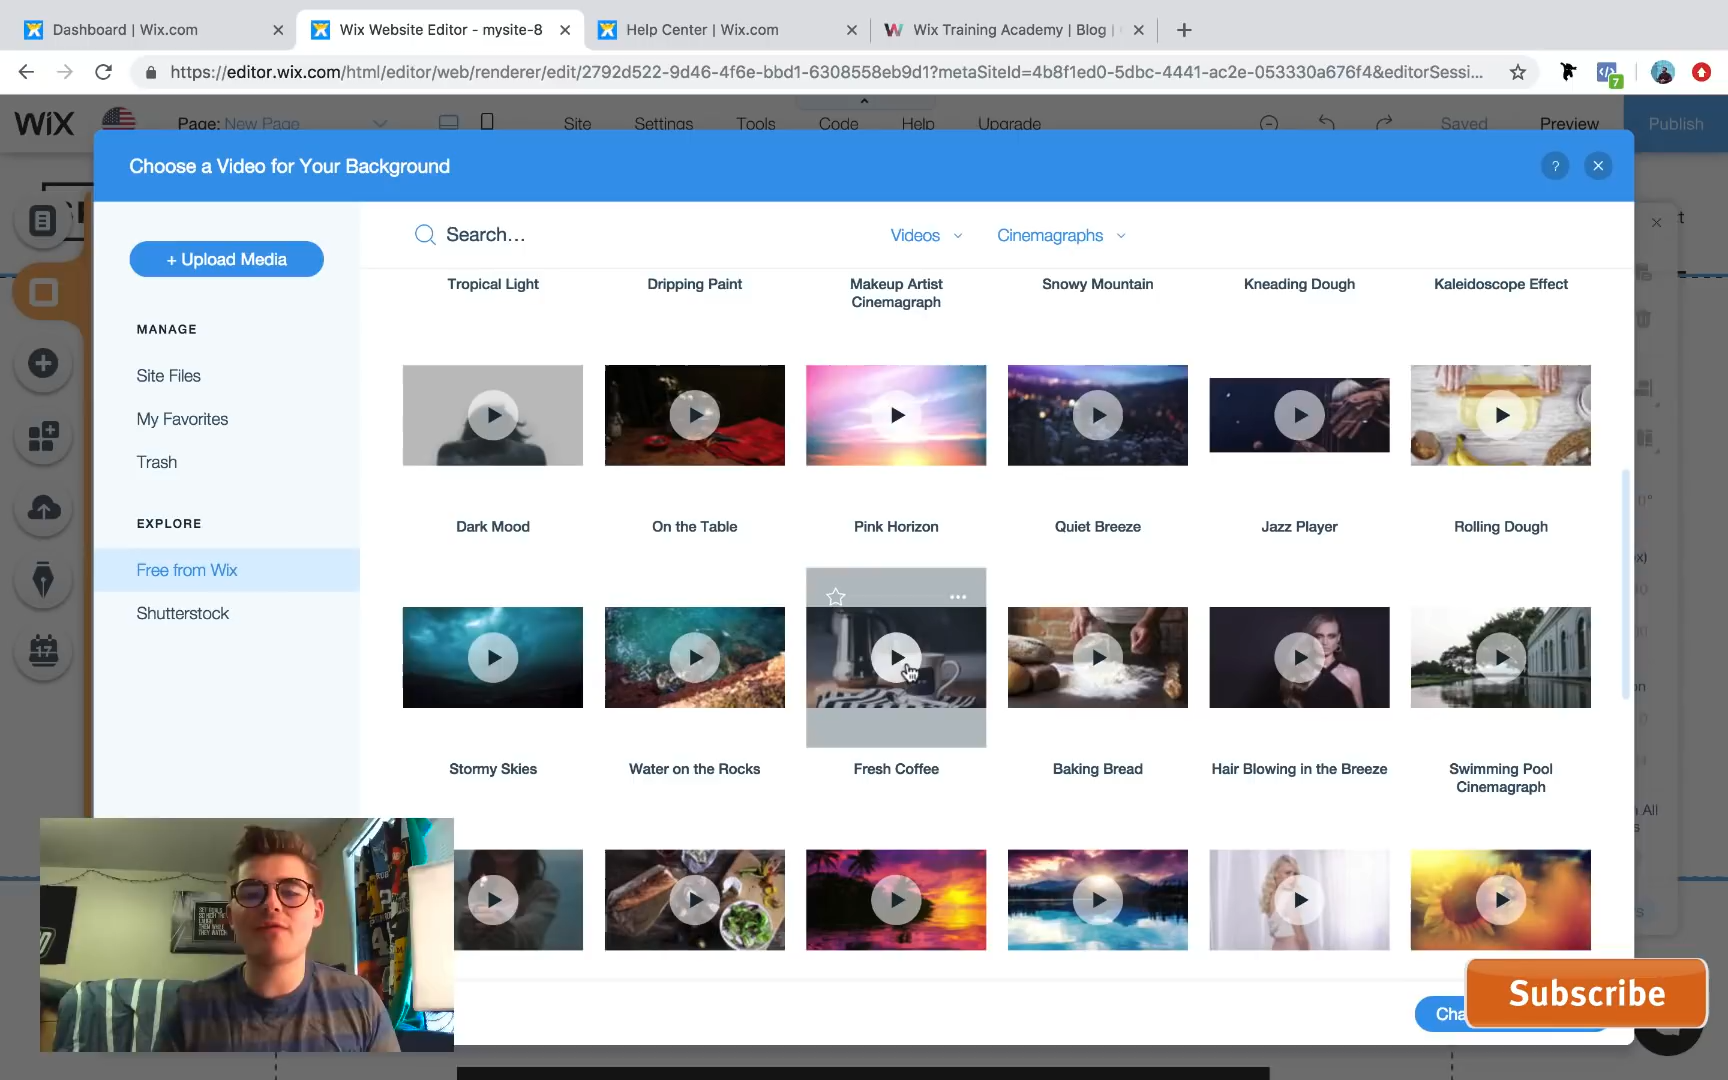 Dashboard | Wix.com
Wix Website Editor - mysite-8
Help Center | Wix.com
Wix Training Academy | Blog |
https://editor.wix.com/html/editor/web/renderer/edit/2792d522-9d46-4f6e-bbd1-6308558eb9d1?metaSiteId=4b8f1ed0-5dbc-4441-ac2e-053330a676f4&editorSessi...
7
WiX
Page: New Page
Site
Settings
Tools
Code
Help
Upgrade
Saved
Preview
Publish
Choose a Video for Your Background
?
+ Upload Media
Search...
Videos
Cinemagraphs
MANAGE
Site Files
My Favorites
Trash
EXPLORE
Free from Wix
Shutterstock
17
Tropical Light
Dripping Paint
Makeup Artist
Cinemagraph
Snowy Mountain
Kneading Dough
Kaleidoscope Effect
Dark Mood
On the Table
Pink Horizon
Quiet Breeze
Jazz Player
Rolling Dough
Stormy Skies
Water on the Rocks
Fresh Coffee
Baking Bread
Hair Blowing in the Breeze
Swimming Pool
Cinemagraph
All
Cha
Subscribe